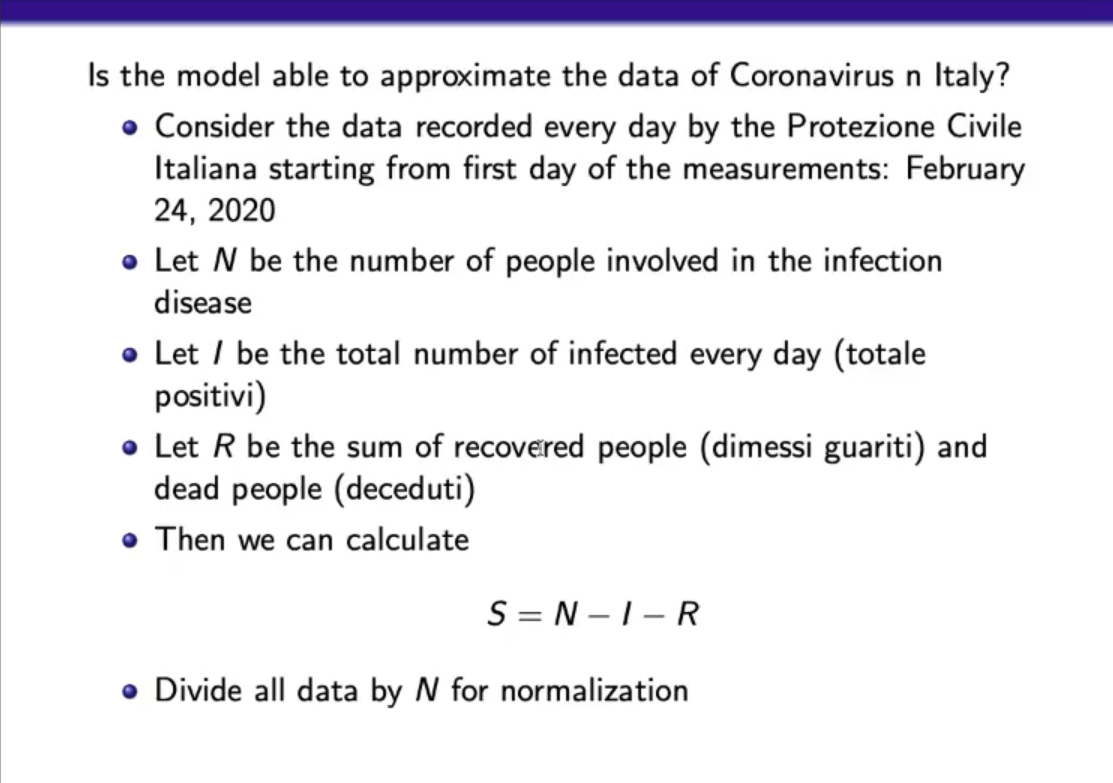 Is the model able to approximate the data of Coronavirus n Italy?
Consider the data recorded every day by the Protezione Civile
Italiana starting from first day of the measurements: February
24, 2020
Let N be the number of people involved in the infection
disease
Let I be the total number of infected every day (totale
positivi)
Let R be the sum of recovered people (dimessi guariti) and
dead people (deceduti)
Then we can calculate
S = N − I − R
Divide all data by N for normalization